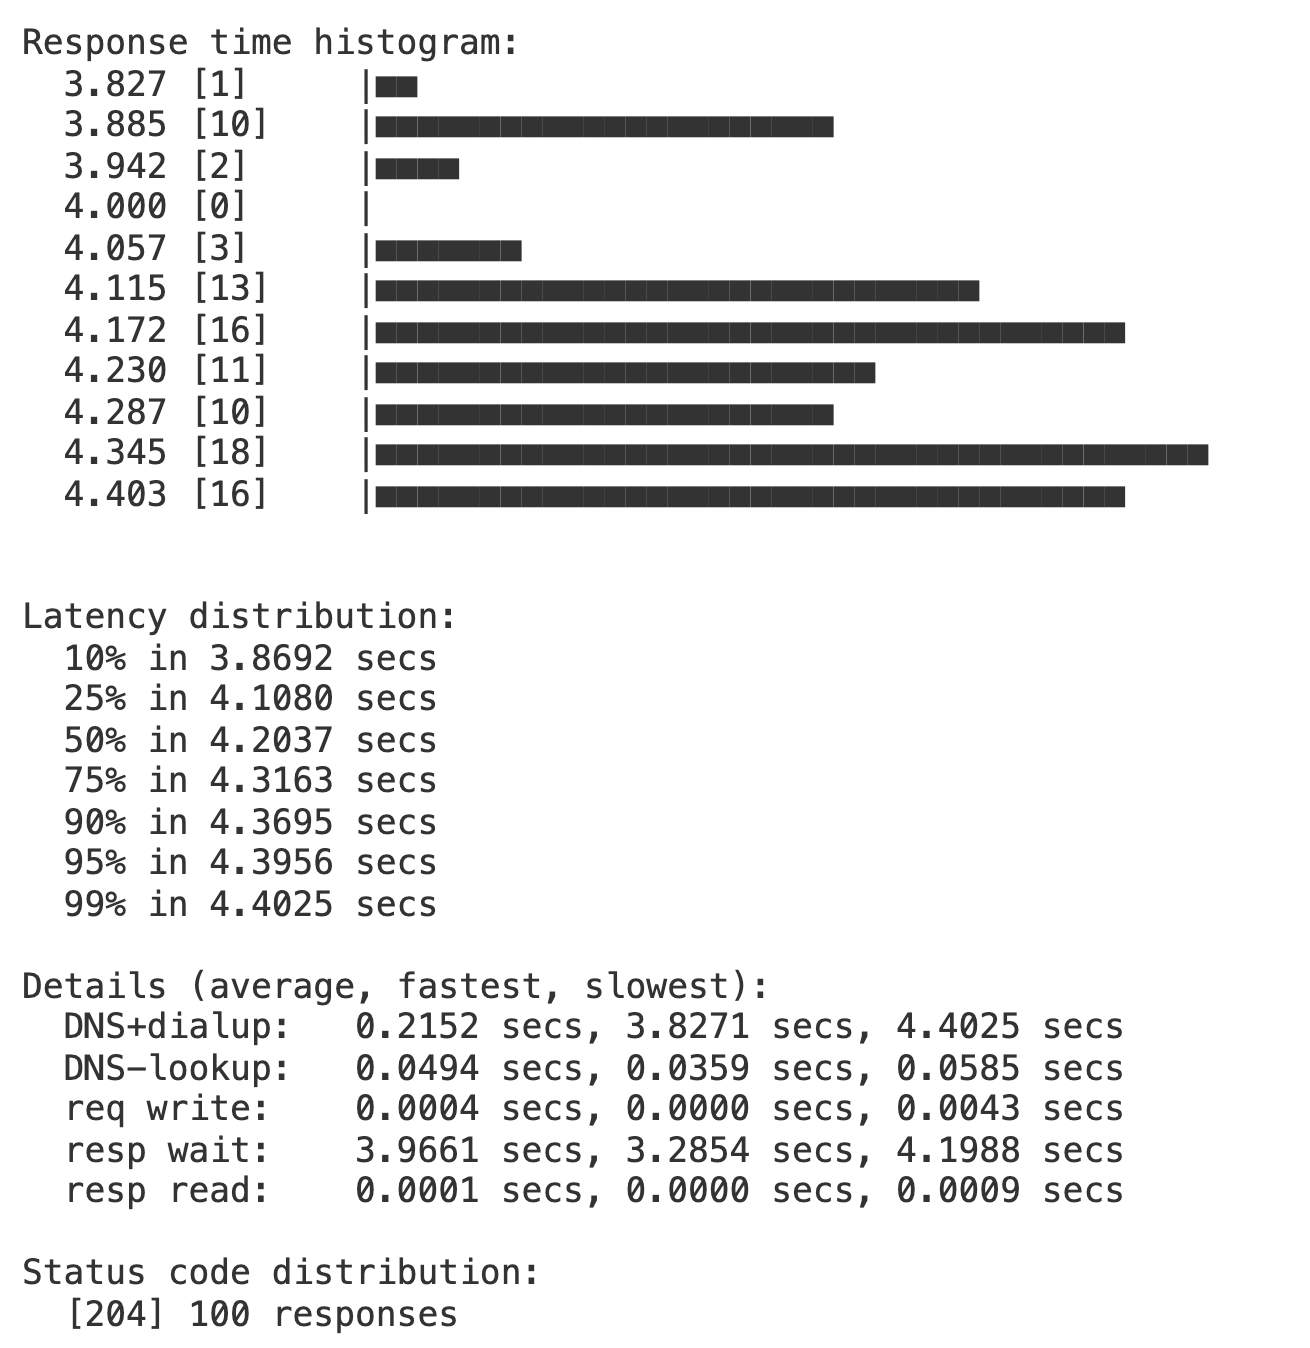 Response time histogram:
  3.827 [1]	|■■
  3.885 [10]	|■■■■■■■■■■■■■■■■■■■■■■
  3.942 [2]	|■■■■
  4.000 [0]	|
  4.057 [3]	|■■■■■■■
  4.115 [13]	|■■■■■■■■■■■■■■■■■■■■■■■■■■■■■
  4.172 [16]	|■■■■■■■■■■■■■■■■■■■■■■■■■■■■■■■■■■■■
  4.230 [11]	|■■■■■■■■■■■■■■■■■■■■■■■■
  4.287 [10]	|■■■■■■■■■■■■■■■■■■■■■■
  4.345 [18]	|■■■■■■■■■■■■■■■■■■■■■■■■■■■■■■■■■■■■■■■■
  4.403 [16]	|■■■■■■■■■■■■■■■■■■■■■■■■■■■■■■■■■■■■

Latency distribution:
  10% in 3.8692 secs
  25% in 4.1080 secs
  50% in 4.2037 secs
  75% in 4.3163 secs
  90% in 4.3695 secs
  95% in 4.3956 secs
  99% in 4.4025 secs

Details (average, fastest, slowest):
  DNS+dialup:	0.2152 secs, 3.8271 secs, 4.4025 secs
  DNS-lookup:	0.0494 secs, 0.0359 secs, 0.0585 secs
  req write:	0.0004 secs, 0.0000 secs, 0.0043 secs
  resp wait:	3.9661 secs, 3.2854 secs, 4.1988 secs
  resp read:	0.0001 secs, 0.0000 secs, 0.0009 secs

Status code distribution:
  [204]	100 responses